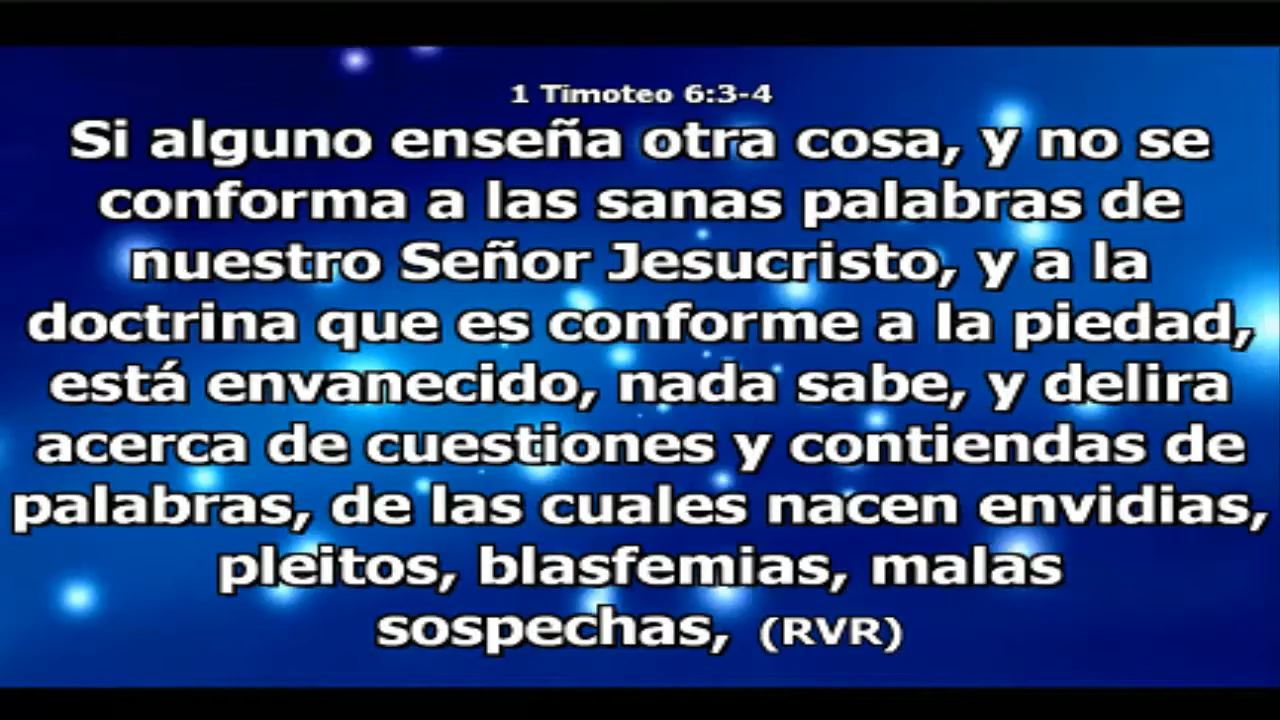 1 Timoteo 6:3-4
Si alguno enseña otra cosa, y no se
conforma a las sanas palabras de
nuestro Señor Jesucristo, y a la
doctrina que es conforme a la piedad,
está envanecido, nada sabe, y delira
acerca de cuestiones y contiendas de
palabras, de las cuales nacen envidias,
pleitos, blasfemias, malas
sospechas, (RVR)